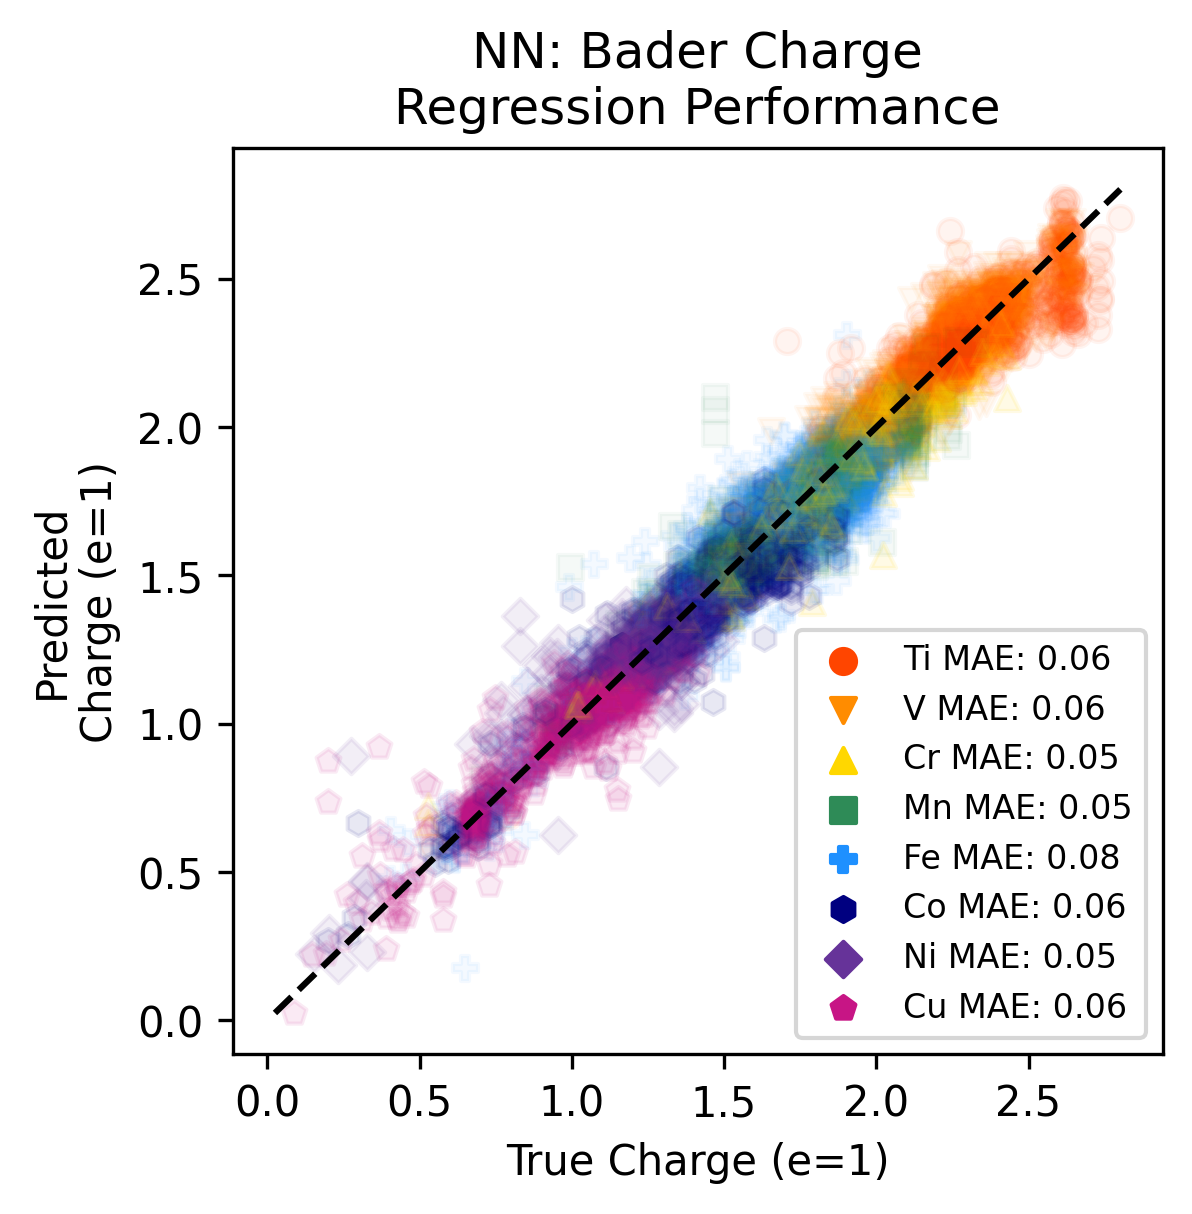 NN: Bader Charge
Regression Performance
Predicted
Charge (e=1)
2.5
2.0
1.5
1.0
0.5
0.0
0.0 0.5 1.0 1.5 2.0 2.5
True Charge (e=1)
Ti MAE: 0.06
V MAE: 0.06
Cr MAE: 0.05
Mn MAE: 0.05
Fe MAE: 0.08
Co MAE: 0.06
Ni MAE: 0.05
Cu MAE: 0.06